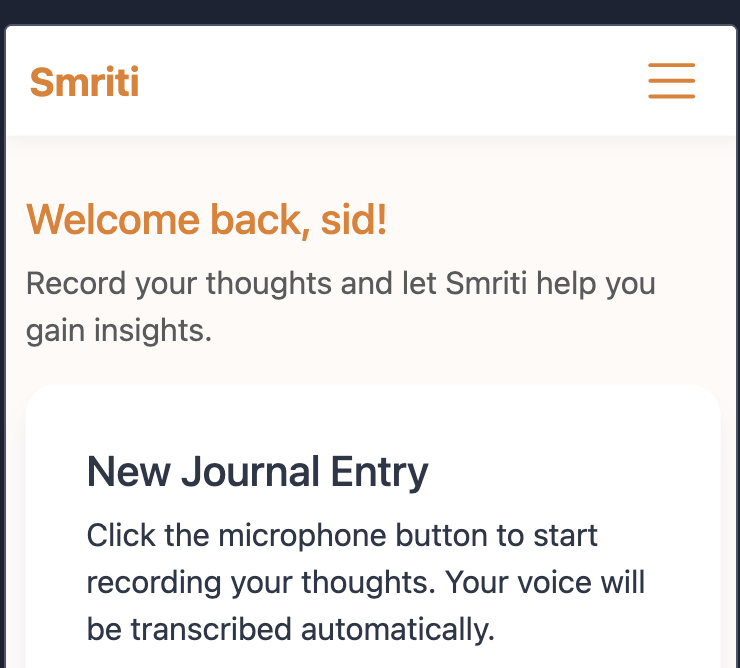 Smriti
Welcome back, sid!
Record your thoughts and let Smriti help you
gain insights.
New Journal Entry
Click the microphone button to start
recording your thoughts. Your voice will
be transcribed automatically.